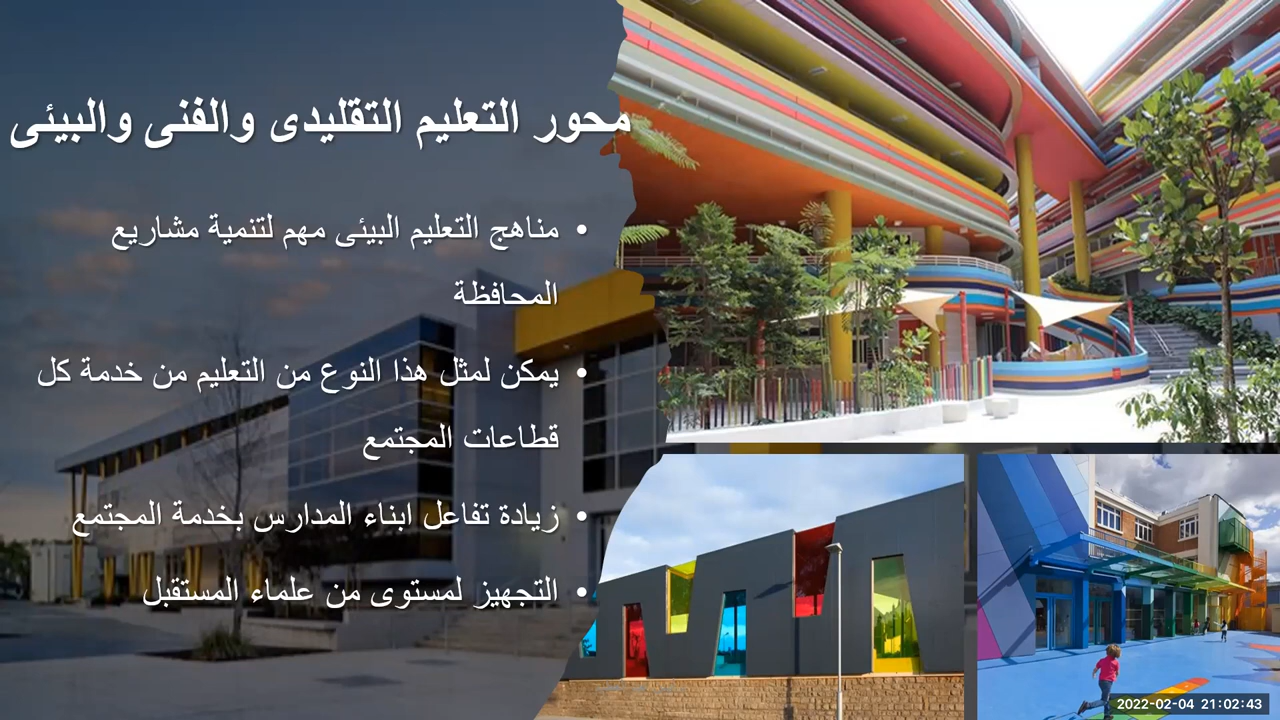 محور التعليم التقليدى والفنى والبيئى
• مناهج التعليم البيئى مهم لتنمية مشاريع
المحافظة
• يمكن لمثل هذا النوع من التعليم من خدمة كل
قطاعات المجتمع
• زيادة تفاعل ابناء المدارس بخدمة المجتمع
• التجهيز لمستوى من علماء المستقبل
2022-02-04 21:02:43